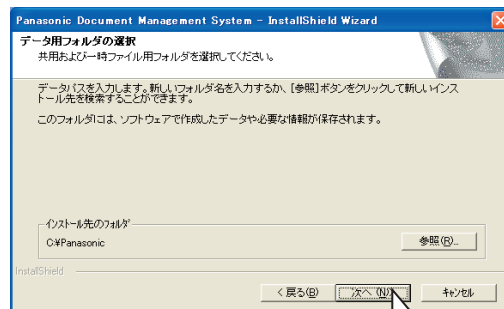 Panasonic Document Management System - InstallShield Wizard
データ用フォルダの選択
共用および一時ファイル用フォルダを選択してください。
データパスを入力します。新しいフォルダ名を入力するか、[参照]ボタンをクリックして新しいインス
トール先を検索することができます。
このフォルダには、ソフトウェアで作成したデータや必要な情報が保存されます。
インストール先のフォルダ
C:¥Panasonic
参照(R)...
InstallShield
< 戻る(B)
次へ (N) >
キャンセル